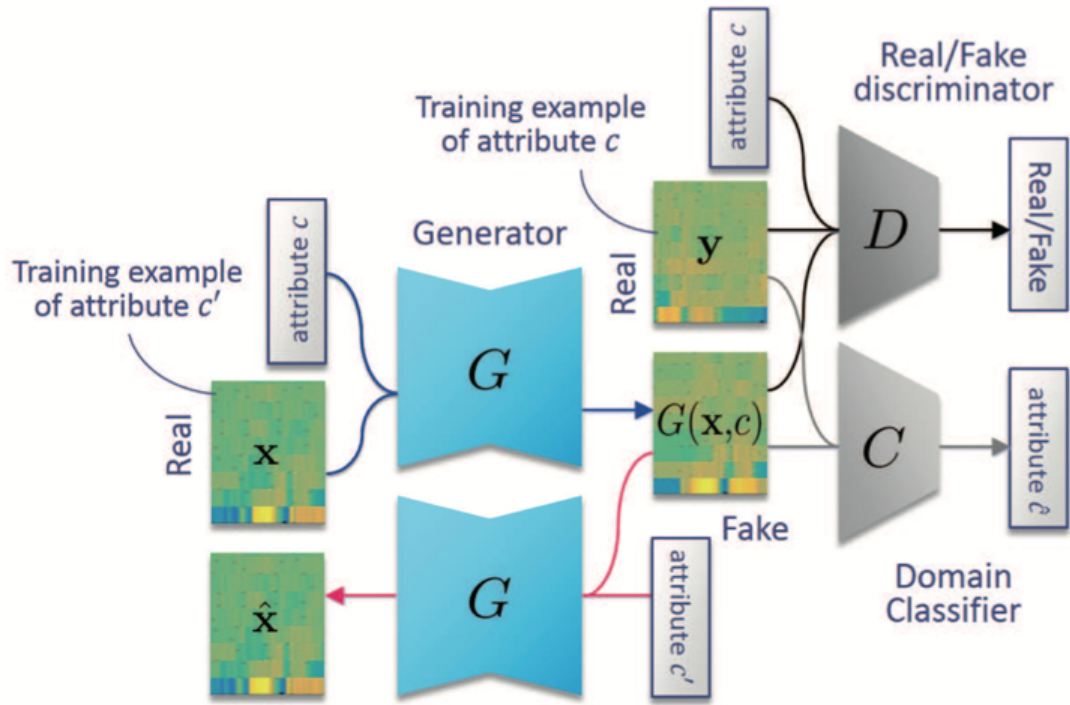 attribute c
Real/Fake
discriminator
Training example
of attribute c
Real/Fake
D
y
Real
Generator
attribute c
Training example
of attribute c′
G
G(x,c)
C
attribute ĉ
Real
x
Fake
Domain
Classifier
x̂
G
attribute c′